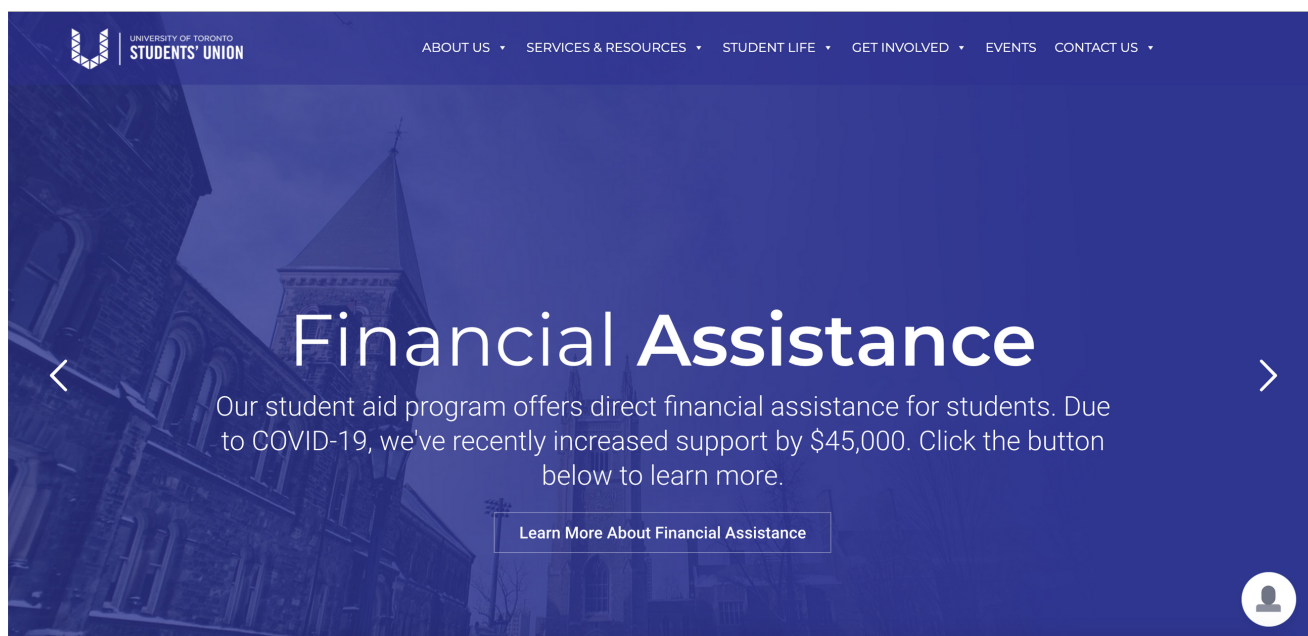 UNIVERSITY OF TORONTO
STUDENTS' UNION
ABOUT US SERVICES & RESOURCES STUDENT LIFE GET INVOLVED EVENTS CONTACT US
Financial Assistance
Our student aid program offers direct financial assistance for students. Due
to COVID-19, we've recently increased support by $45,000. Click the button
below to learn more.
Learn More About Financial Assistance